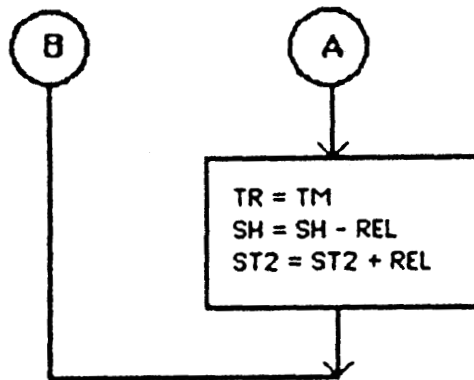 B
A
TR = TM
SH = SH - REL
ST2 = ST2 + REL